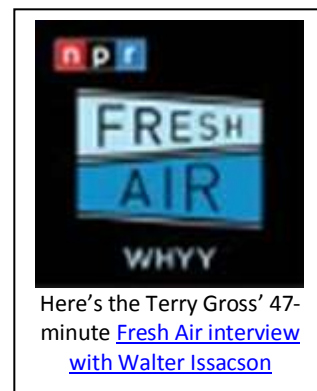 npr
FRESH
AIR
WHYY
Here's the Terry Gross' 47-
minute Fresh Air interview
with Walter Issacson